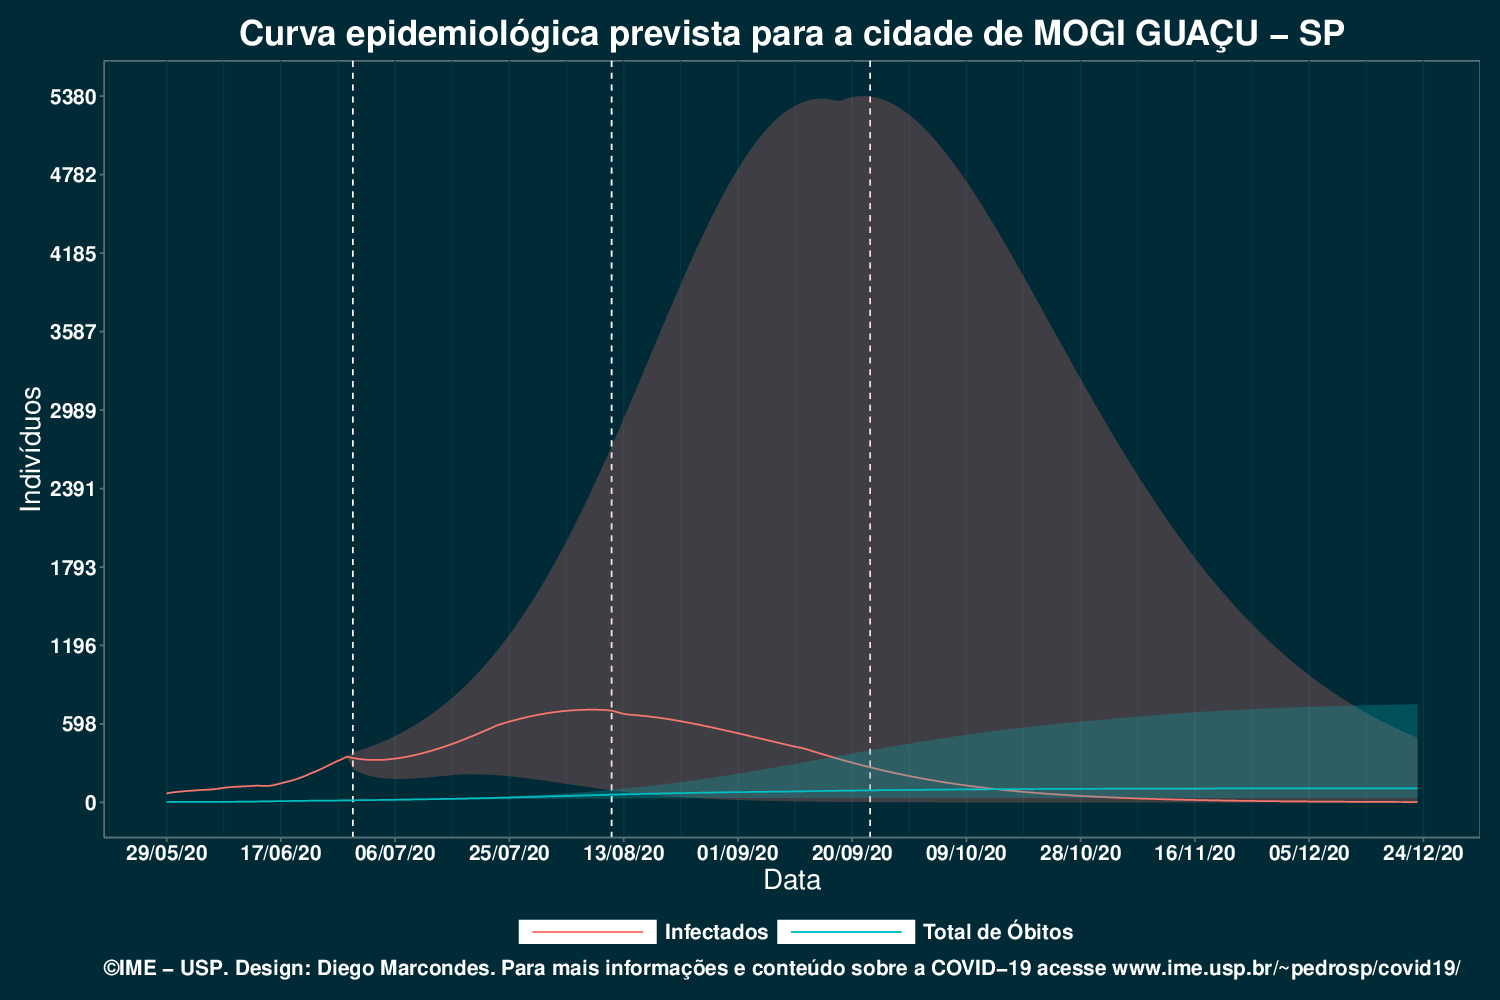 Curva epidemiológica prevista para a cidade de MOGI GUAÇU – SP
5380
4782
4185
3587
2989
2391
1793
1196
598
0
Indivíduos
29/05/20 17/06/20 06/07/20 25/07/20 13/08/20 01/09/20 20/09/20 09/10/20 28/10/20 16/11/20 05/12/20 24/12/20
Data
Infectados Total de Óbitos
©IME – USP. Design: Diego Marcondes. Para mais informações e conteúdo sobre a COVID–19 acesse www.ime.usp.br/~pedrosp/covid19/